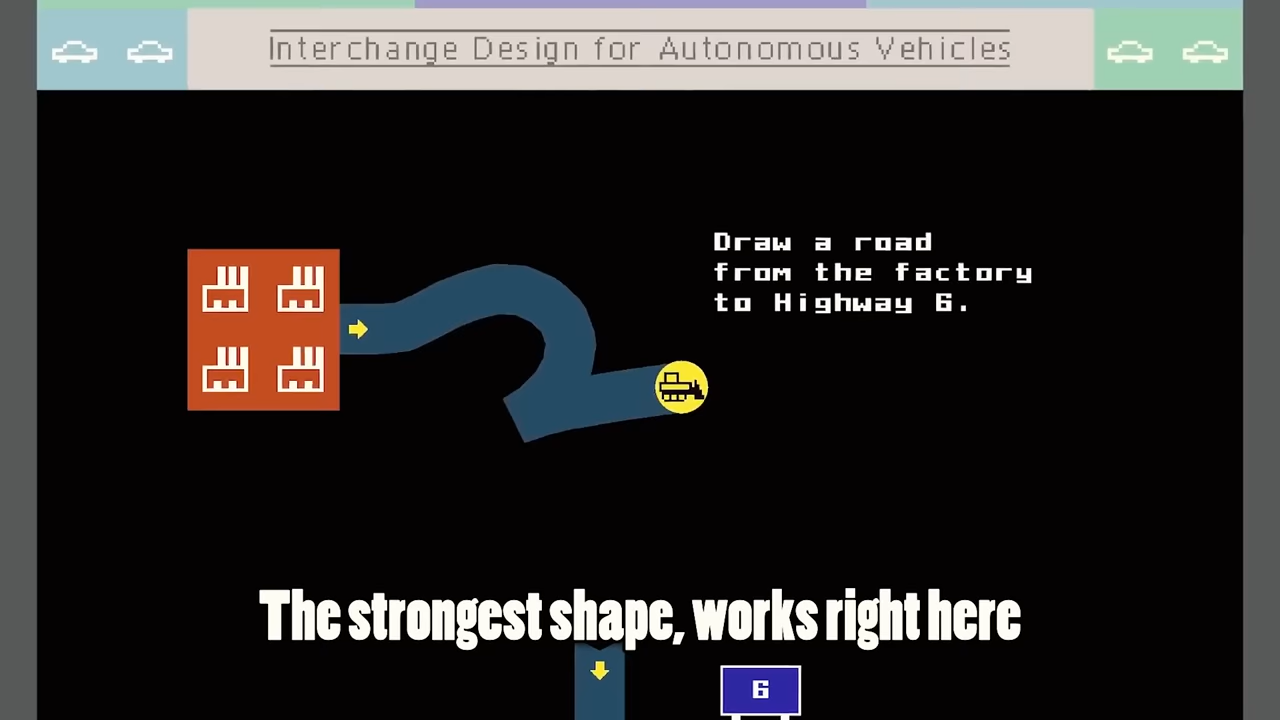 Interchange Design for Autonomous Vehicles
Draw a road
from the factory
to Highway 6.
The strongest shape, works right here
6